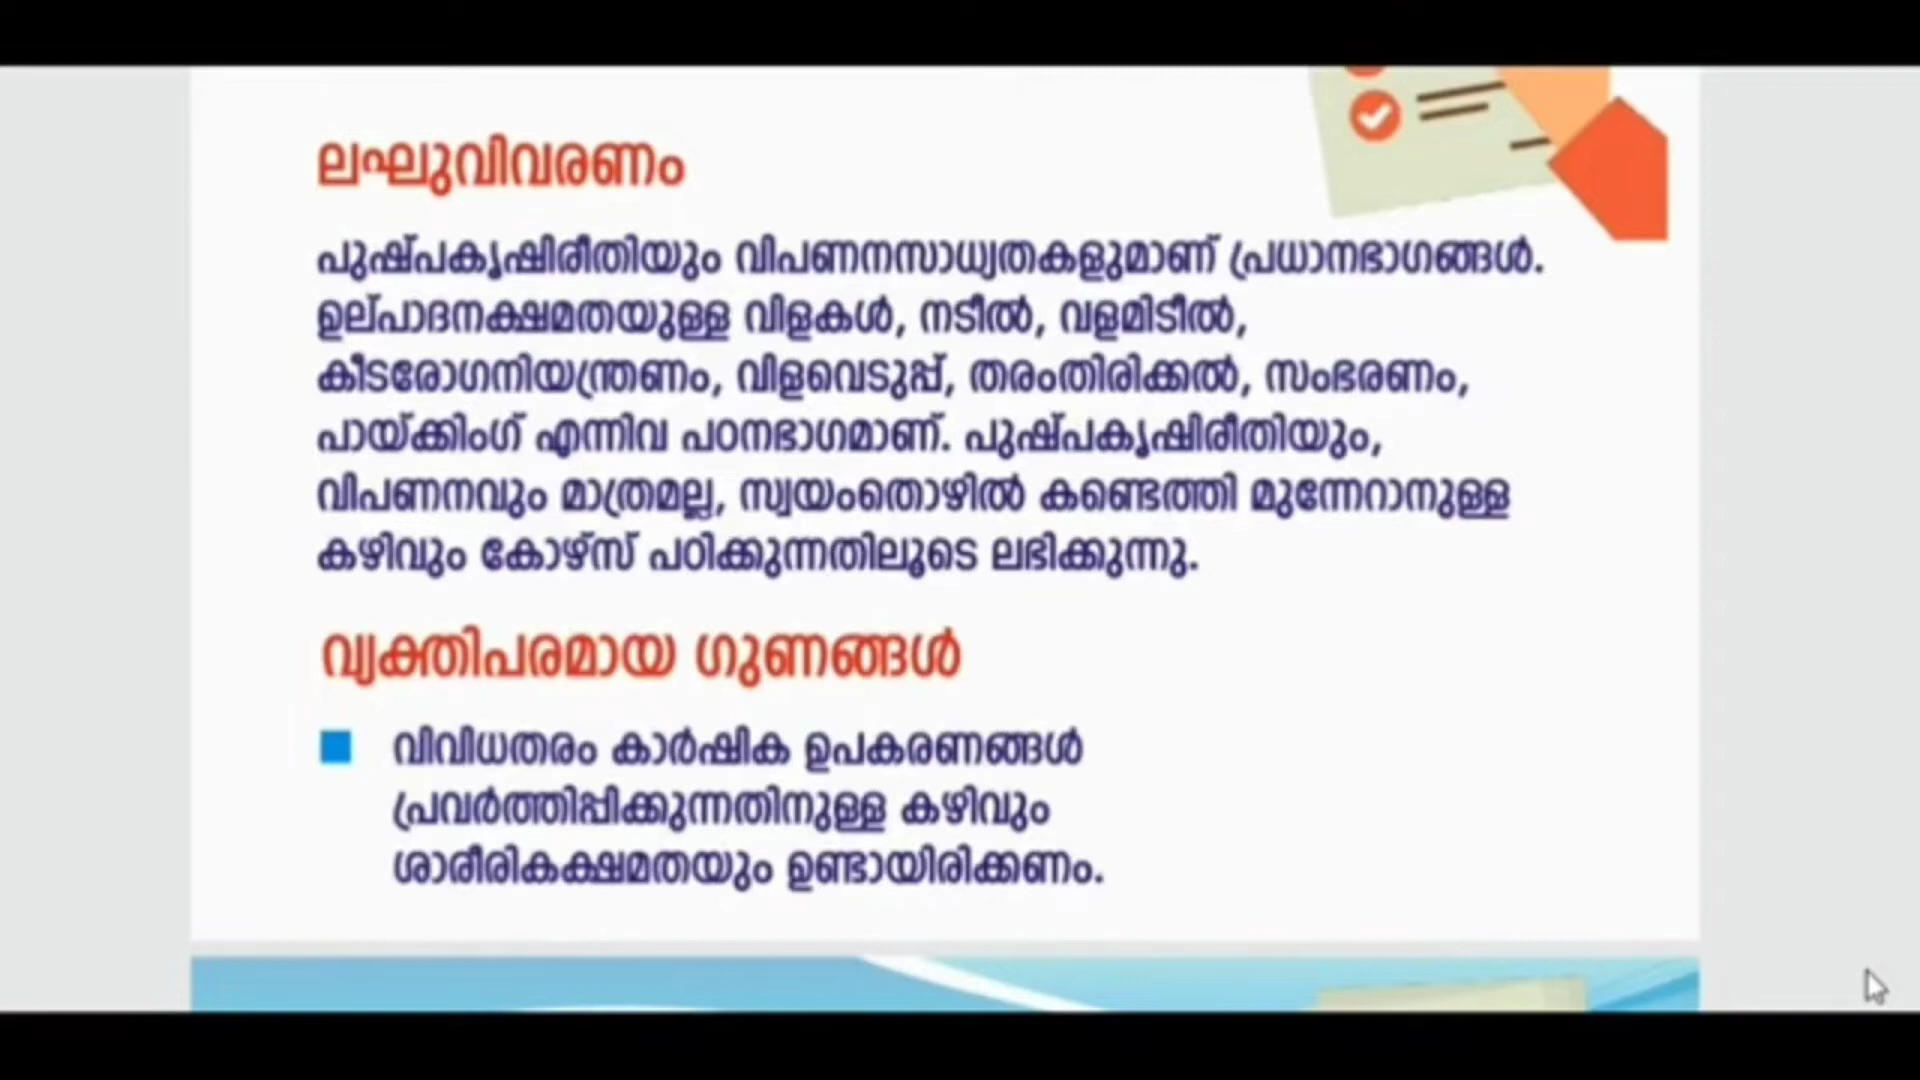 ലഘുവിവരണം
പുഷ്പകൃഷിരീതിയും വിപണനസാധ്യതകളുമാണ് പ്രധാനഭാഗങ്ങൾ.
ഉല്പാദനക്ഷമതയുള്ള വിളകൾ, നടീൽ, വളമിടീൽ,
കീടരോഗനിയന്ത്രണം, വിളവെടുപ്പ്, തരംതിരിക്കൽ, സംഭരണം,
പായ്ക്കിംഗ് എന്നിവ പഠനഭാഗമാണ്. പുഷ്പകൃഷിരീതിയും,
വിപണനവും മാത്രമല്ല, സ്വയംതൊഴിൽ കണ്ടെത്തി മുന്നേറാനുള്ള
കഴിവും കോഴ്സ് പഠിക്കുന്നതിലൂടെ ലഭിക്കുന്നു.
വ്യക്തിപരമായ ഗുണങ്ങൾ
വിവിധതരം കാർഷിക ഉപകരണങ്ങൾ
പ്രവർത്തിപ്പിക്കുന്നതിനുള്ള കഴിവും
ശാരീരികക്ഷമതയും ഉണ്ടായിരിക്കണം.